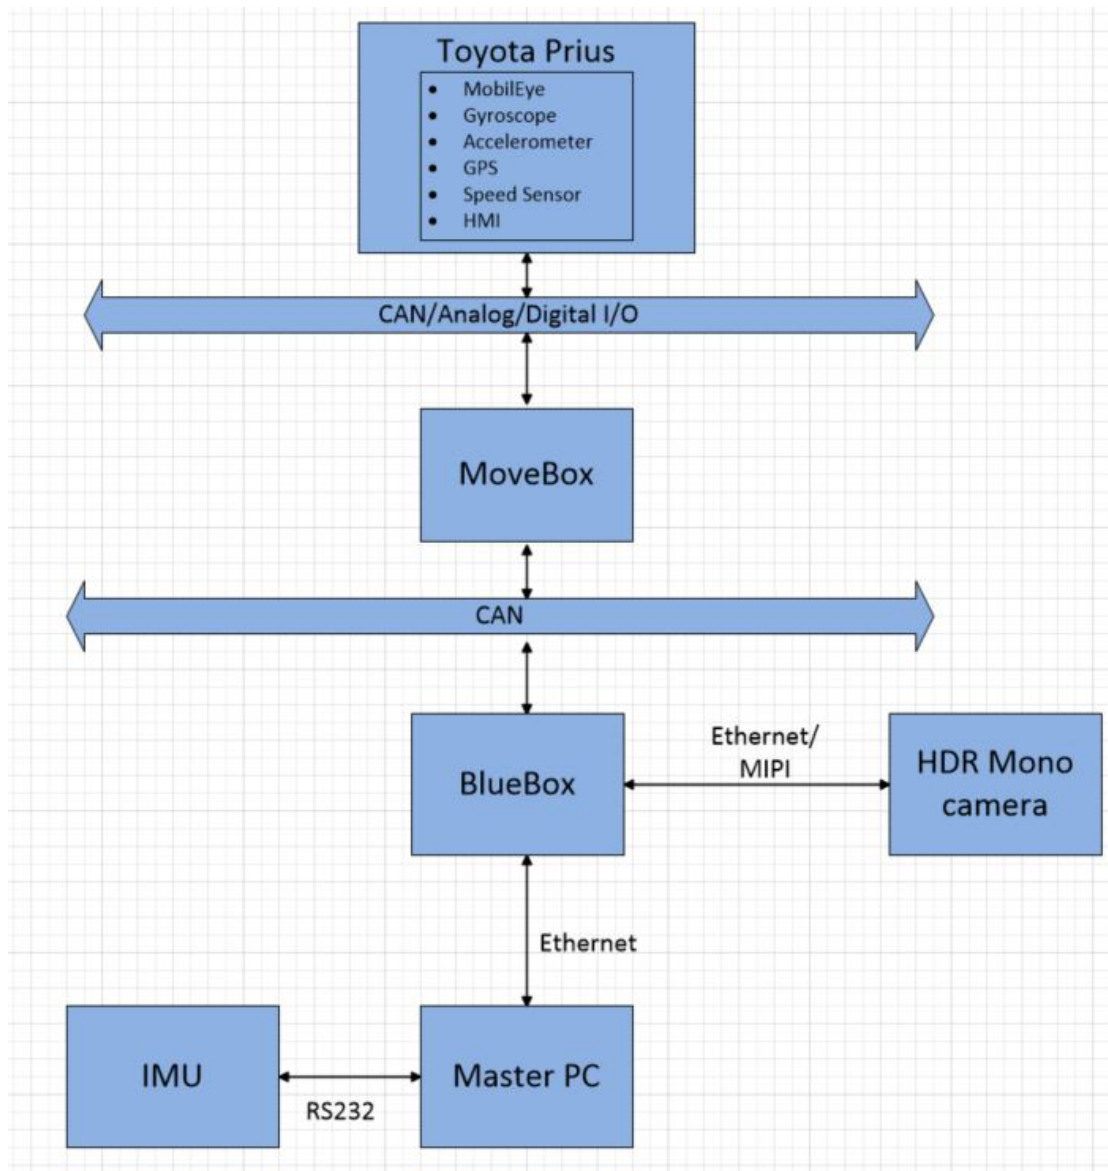 Toyota Prius
• MobilEye
• Gyroscope
• Accelerometer
• GPS
• Speed Sensor
• HMI
CAN/Analog/Digital I/O
MoveBox
CAN
BlueBox
Ethernet/
MIPI
HDR Mono
camera
Ethernet
IMU
RS232
Master PC